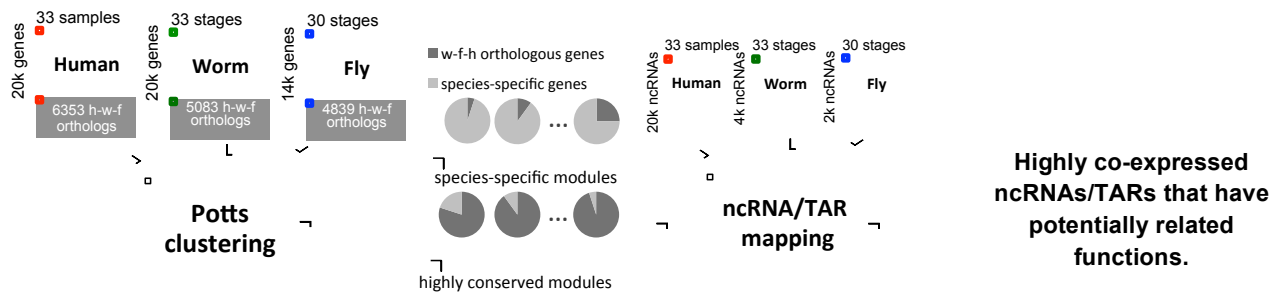 33 samples
20k genes
Human
6353 h-w-f
orthologs
33 stages
20k genes
Worm
5083 h-w-f
orthologs
30 stages
14k genes
Fly
4839 h-w-f
orthologs
Potts
clustering
w-f-h orthologous genes
species-specific genes
...
species-specific modules
...
highly conserved modules
33 samples
20k ncRNAs
Human
33 stages
4k ncRNAs
Worm
30 stages
2k ncRNAs
Fly
ncRNA/TAR
mapping
Highly co-expressed
ncRNAs/TARs that have
potentially related
functions.